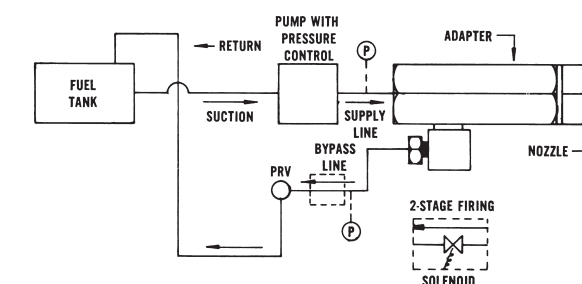 PUMP WITH
PRESSURE
CONTROL
RETURN
P
ADAPTER
FUEL
TANK
SUCTION
SUPPLY
LINE
BYPASS
LINE
NOZZLE
PRV
P
2-STAGE FIRING
SOLENOID